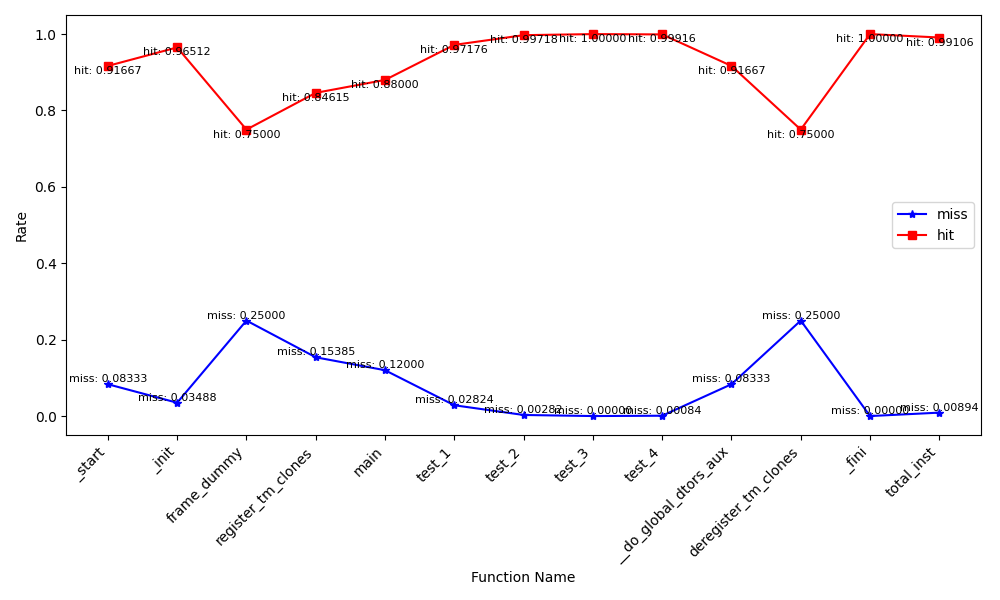 1.0
0.8
0.6
0.4
0.2
0.0
Rate
hit: 0.91667
hit: 0.96512
hit: 0.75000
hit: 0.84615
hit: 0.88000
hit: 0.97176
hit: 0.99718
hit: 1.00000
hit: 0.99916
hit: 0.91667
hit: 0.75000
hit: 1.00000
hit: 0.99106
miss
hit
miss: 0.08333
miss: 0.03488
miss: 0.25000
miss: 0.15385
miss: 0.12000
miss: 0.02824
miss: 0.00282
miss: 0.00000
miss: 0.00084
miss: 0.08333
miss: 0.25000
miss: 0.00000
miss: 0.00894
_start
_init
frame_dummy
register_tm_clones
main
test_1
test_2
test_3
test_4
__do_global_dtors_aux
deregister_tm_clones
_fini
total_inst
Function Name